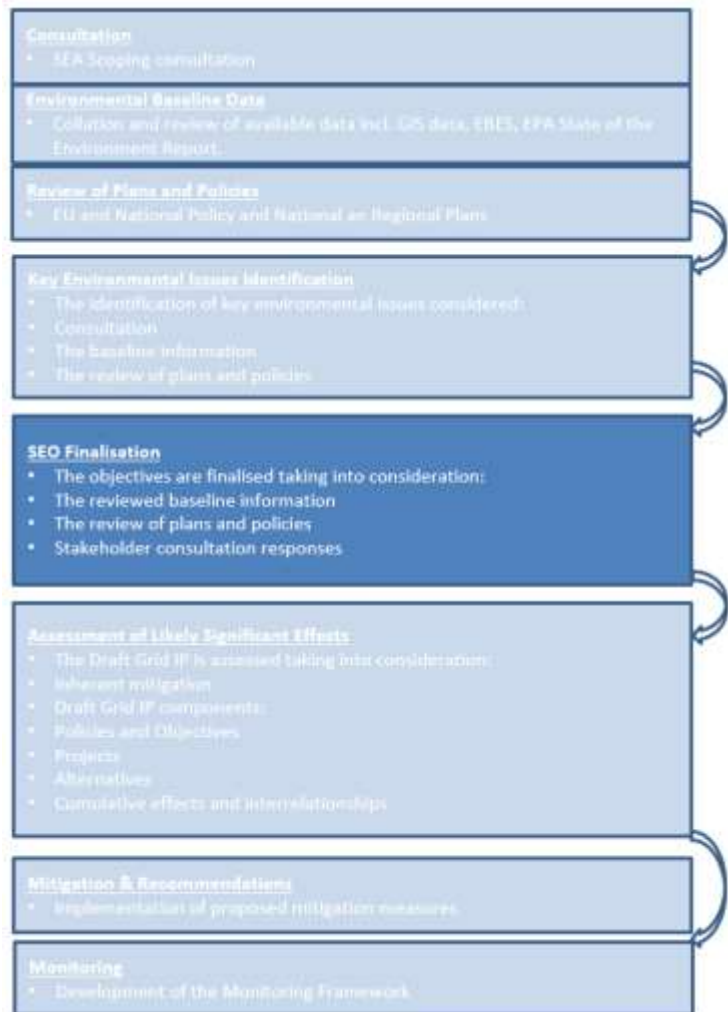 Consultation
• SEA Scoping consultation
Environmental Baseline Data
• Collation and review of available data incl. GIS data, EBES, EPA State of the
Environment Report.
Review of Plans and Policies
• EU and National Policy and National an Regional Plans
Key Environmental Issues Identification
• The identification of key environmental issues considered:
• Consultation
• The baseline information
• The review of plans and policies
SEO Finalisation
• The objectives are finalised taking into consideration:
• The reviewed baseline information
• The review of plans and policies
• Stakeholder consultation responses
Assessment of Likely Significant Effects
• The Draft Grid IP is assessed taking into consideration:
• Inherent mitigation
• Draft Grid IP components:
• Policies and Objectives
• Projects
• Alternatives
• Cumulative effects and interrelationships
Mitigation & Recommendations
• Implementation of proposed mitigation measures
Monitoring
• Development of the Monitoring Framework